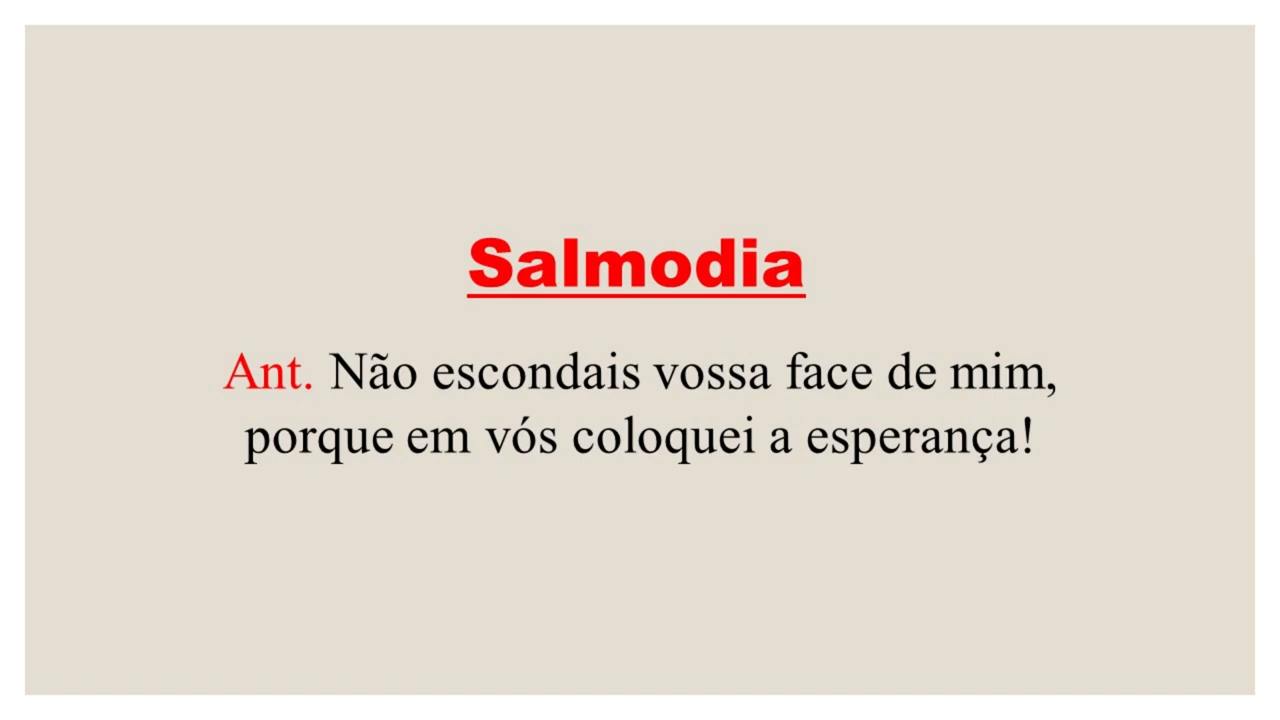 Salmodia
Ant. Não escondais vossa face de mim,
porque em vós coloquei a esperança!